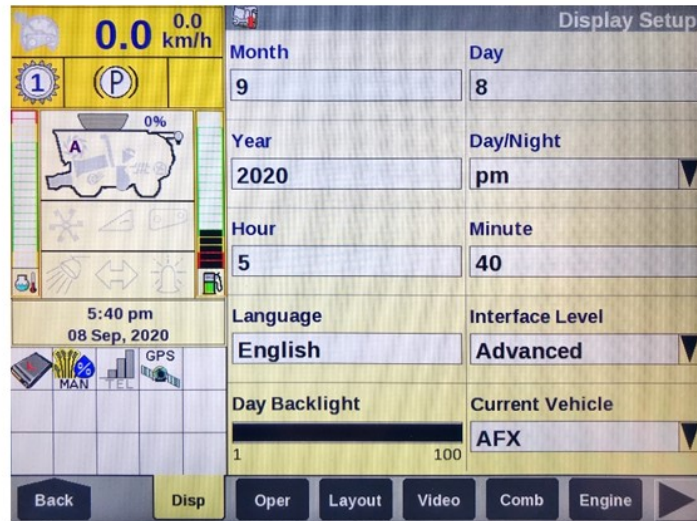 0.0 0.0 km/h
1 (P)
0%
A
5:40 pm
08 Sep, 2020
MAN TEL GPS
Display Setup
Month Day
9 8
Year Day/Night
2020 pm
Hour Minute
5 40
Language Interface Level
English Advanced
Day Backlight Current Vehicle
1 100 AFX
Back Disp Oper Layout Video Comb Engine